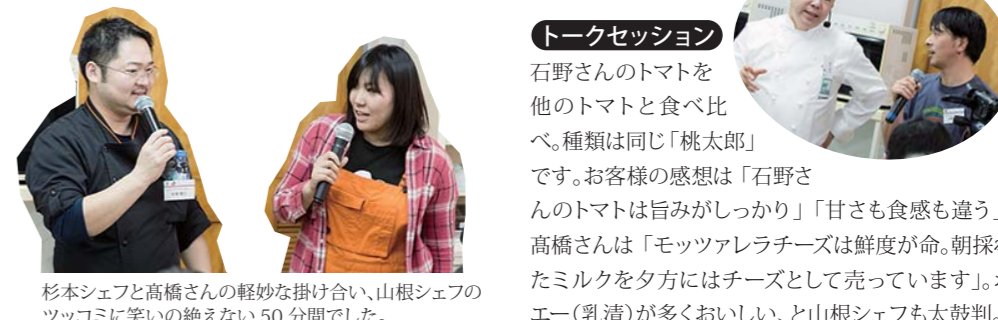 杉本シェフと髙橋さんの軽妙な掛け合い、山根シェフの
ツッコミに笑いの絶えない 50 分間でした。
トークセッション
石野さんのトマトを
他のトマトと食べ比
べ。種類は同じ「桃太郎」
です。お客様の感想は「石野さ
んのトマトは旨みがしっかり」「甘さも食感も違う」
髙橋さんは「モッツァレラチーズは鮮度が命。朝採れ
たミルクを夕方にはチーズとして売っています」。
エー(乳清)が多くおいしい、と山根シェフも太鼓判。